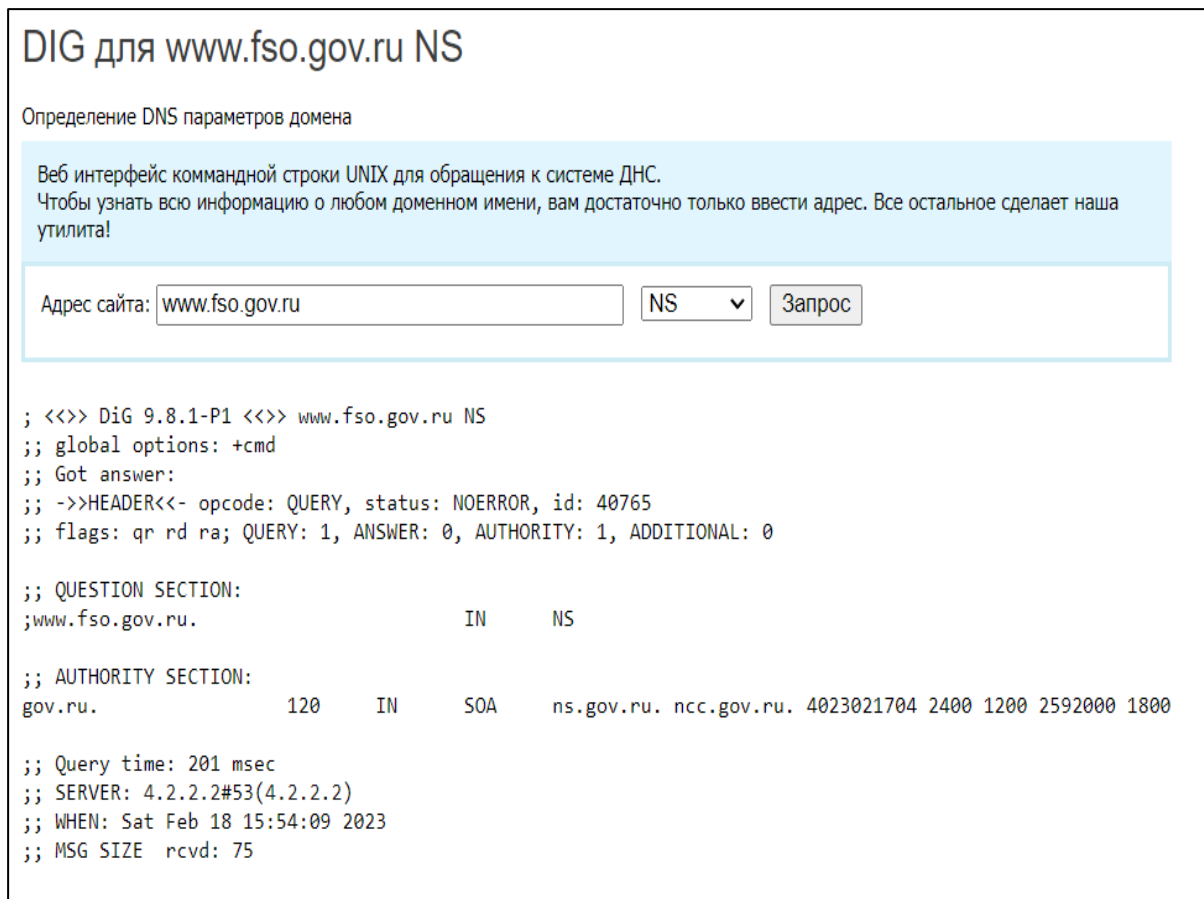 DIG для www.fso.gov.ru NS
Определение DNS параметров домена
Веб интерфейс коммандной строки UNIX для обращения к системе ДНС.
Чтобы узнать всю информацию о любом доменном имени, вам достаточно только ввести адрес. Все остальное сделает наша
утилита!
Адрес сайта: www.fso.gov.ru NS Запрос
; <<>> DiG 9.8.1-P1 <<>> www.fso.gov.ru NS
;; global options: +cmd
;; Got answer:
;; ->>HEADER<<- opcode: QUERY, status: NOERROR, id: 40765
;; flags: qr rd ra; QUERY: 1, ANSWER: 0, AUTHORITY: 1, ADDITIONAL: 0
;; QUESTION SECTION:
;www.fso.gov.ru. IN NS
;; AUTHORITY SECTION:
gov.ru. 120 IN SOA ns.gov.ru. ncc.gov.ru. 4023021704 2400 1200 2592000 1800
;; Query time: 201 msec
;; SERVER: 4.2.2.2#53(4.2.2.2)
;; WHEN: Sat Feb 18 15:54:09 2023
;; MSG SIZE rcvd: 75